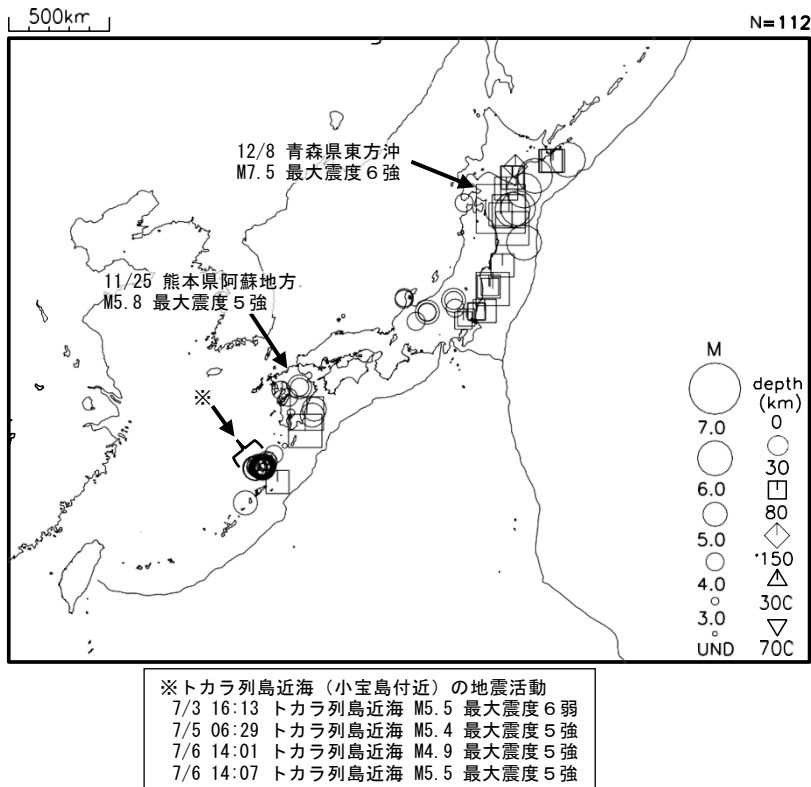 500km
N=112
12/8 青森県東方沖
M7.5 最大震度６強
11/25 熊本県阿蘇地方
M5.8 最大震度５強
※
M
7.0
6.0
5.0
4.0
3.0
UND
depth
(km)
0
30
80
150
300
700
※トカラ列島近海（小宝島付近）の地震活動
7/3 16:13 トカラ列島近海 M5.5 最大震度６弱
7/5 06:29 トカラ列島近海 M5.4 最大震度５強
7/6 14:01 トカラ列島近海 M4.9 最大震度５強
7/6 14:07 トカラ列島近海 M5.5 最大震度５強